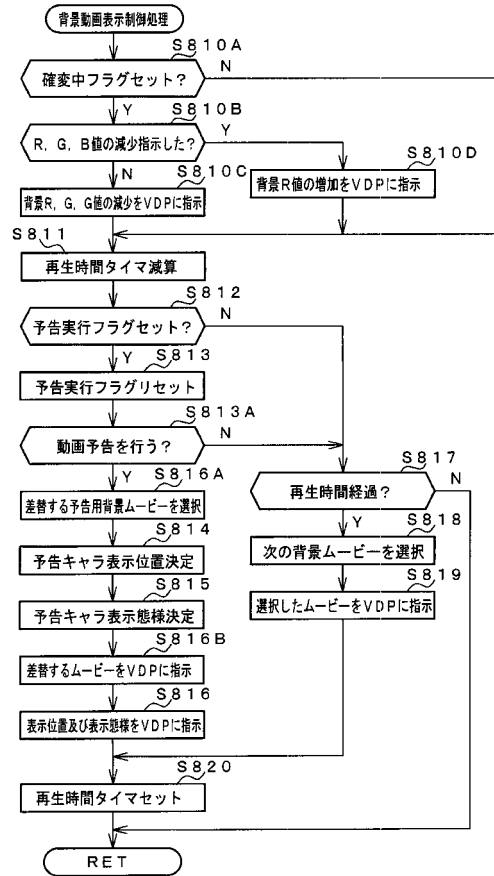 背景動画表示制御処理
S810A
確変中フラグセット？
N
Y
S810B
R，G，B値の減少指示した？
Y
N
S810C
S810D
背景R，G，G値の減少をVDPに指示
背景R値の増加をVDPに指示
S811
再生時間タイマ減算
S812
予告実行フラグセット？
N
Y
S813
予告実行フラグリセット
S813A
動画予告を行う？
N
Y
S817
再生時間経過？
N
Y
S816A
差替する予告用背景ムービーを選択
S818
次の背景ムービーを選択
S814
予告キャラ表示位置決定
S819
選択したムービーをVDPに指示
S815
予告キャラ表示態様決定
S816B
差替するムービーをVDPに指示
S816
表示位置及び表示態様をVDPに指示
S820
再生時間タイマセット
RET